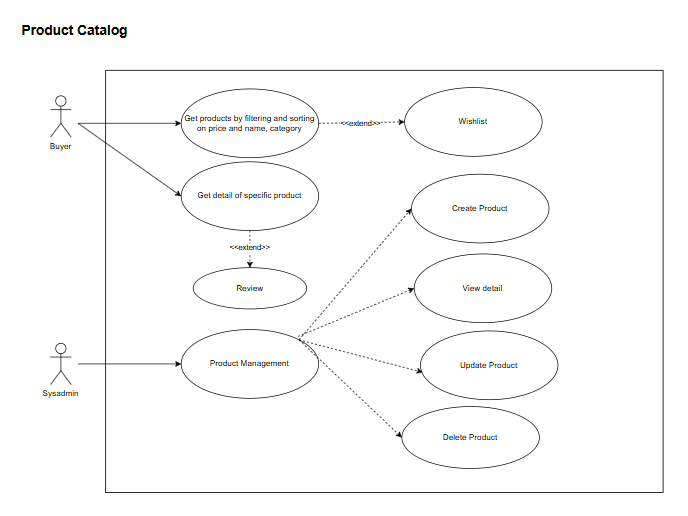 Product Catalog
Get products by filtering and sorting
on price and name, category
<<extend>>
Wishlist
Buyer
Get detail of specific product
Create Product
<<extend>>
Review
View detail
Product Management
Update Product
Sysadmin
Delete Product